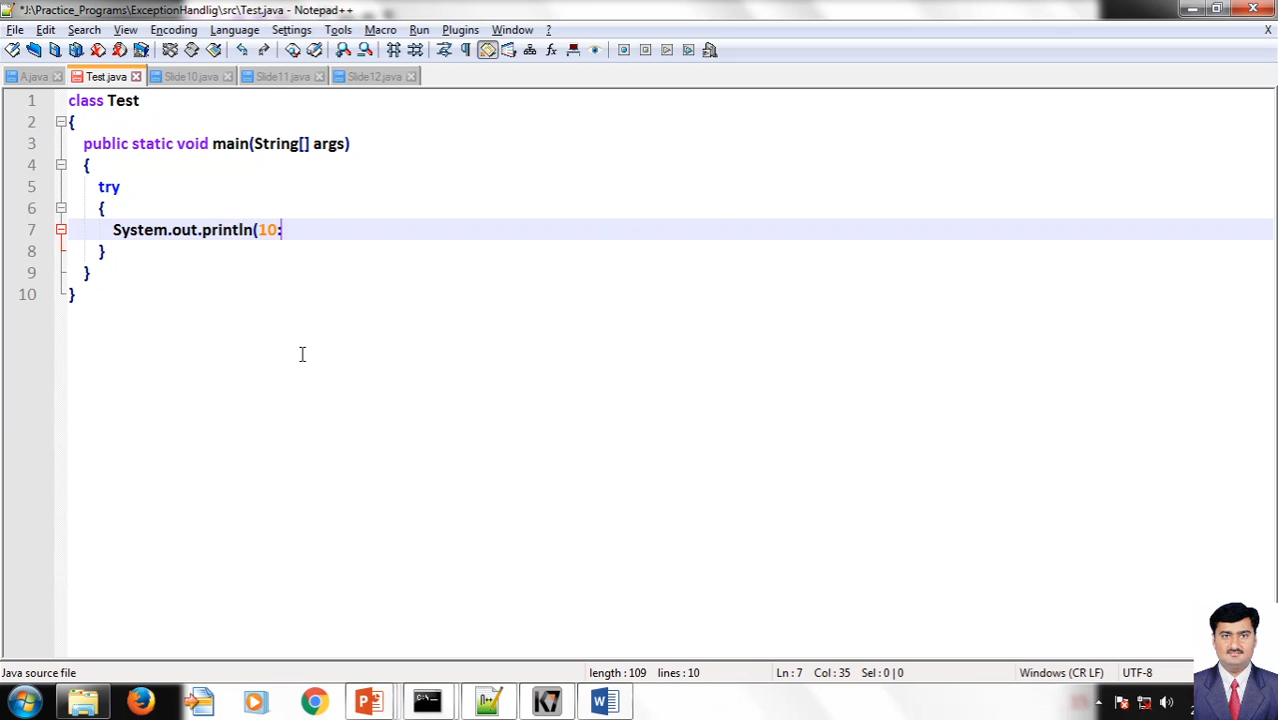 *J:\Practice_Programs\ExceptionHandlig\src\Test.java - Notepad++
File Edit Search View Encoding Language Settings Tools Macro Run Plugins Window ? X
A.java Test.java Slide10.java Slide11.java Slide12.java
1 class Test
2 {
3 public static void main(String[] args)
4 {
5 try
6 {
7 System.out.println(10:
8 }
9 }
10 }
Java source file length : 109 lines : 10 Ln : 7 Col : 35 Sel : 0 | 0 Windows (CR LF) UTF-8